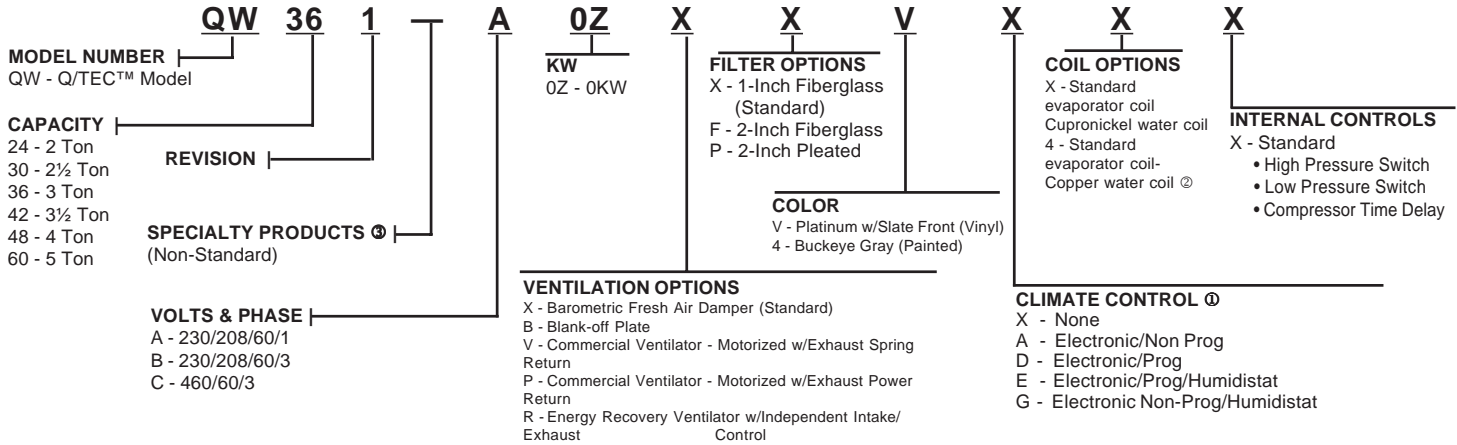 QW 36 1 — A 0Z X X V X X X
MODEL NUMBER
QW - Q/TEC™ Model
CAPACITY
24 - 2 Ton
30 - 2½ Ton
36 - 3 Ton
42 - 3½ Ton
48 - 4 Ton
60 - 5 Ton
REVISION
SPECIALTY PRODUCTS ③
(Non-Standard)
VOLTS & PHASE
A - 230/208/60/1
B - 230/208/60/3
C - 460/60/3
KW
0Z - 0KW
VENTILATION OPTIONS
X - Barometric Fresh Air Damper (Standard)
B - Blank-off Plate
V - Commercial Ventilator - Motorized w/Exhaust Spring
Return
P - Commercial Ventilator - Motorized w/Exhaust Power
Return
R - Energy Recovery Ventilator w/Independent Intake/
Exhaust Control
FILTER OPTIONS
X - 1-Inch Fiberglass
(Standard)
F - 2-Inch Fiberglass
P - 2-Inch Pleated
COLOR
V - Platinum w/Slate Front (Vinyl)
4 - Buckeye Gray (Painted)
CLIMATE CONTROL ①
X - None
A - Electronic/Non Prog
D - Electronic/Prog
E - Electronic/Prog/Humidistat
G - Electronic Non-Prog/Humidistat
COIL OPTIONS
X - Standard
evaporator coil
Cupronickel water coil
4 - Standard
evaporator coil-
Copper water coil ②
INTERNAL CONTROLS
X - Standard
• High Pressure Switch
• Low Pressure Switch
• Compressor Time Delay